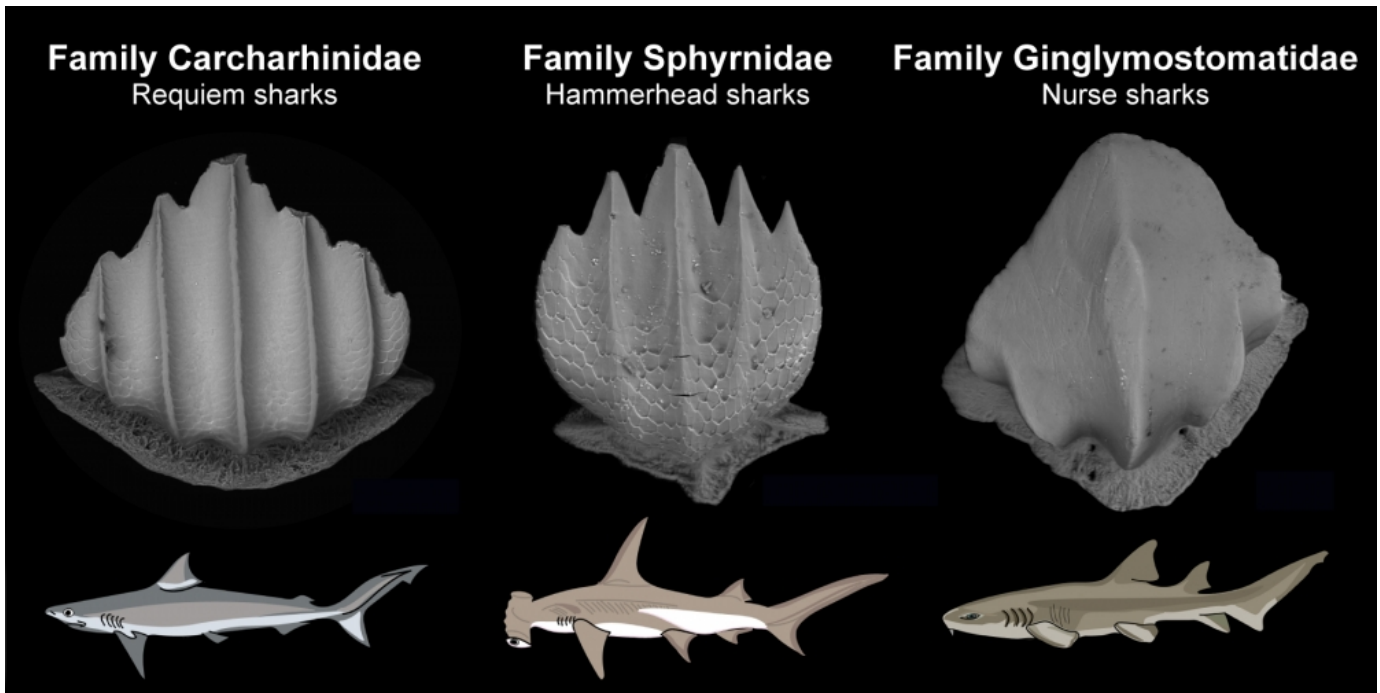 Family Carcharhinidae
Requiem sharks
Family Sphyrnidae
Hammerhead sharks
Family Ginglymostomatidae
Nurse sharks